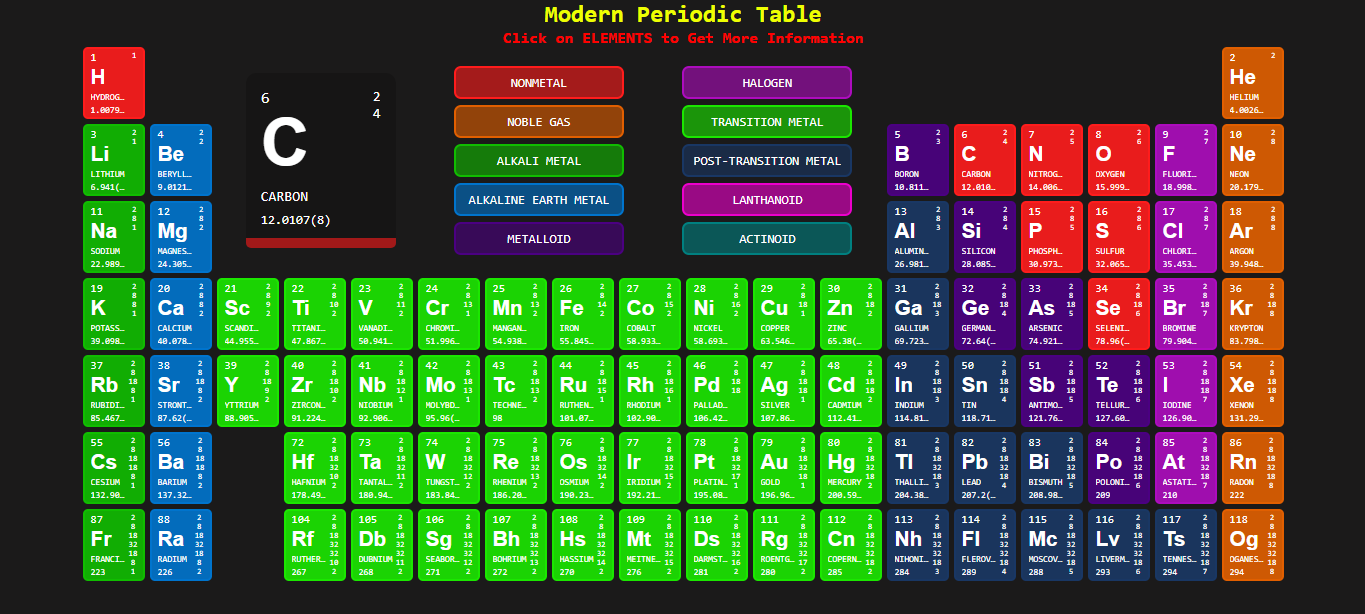 Modern Periodic Table
Click on ELEMENTS to Get More Information
1 1 H HYDROG… 1.0079…
6 2 4 C CARBON 12.0107(8)
NONMETAL
HALOGEN
NOBLE GAS
TRANSITION METAL
ALKALI METAL
POST-TRANSITION METAL
ALKALINE EARTH METAL
LANTHANOID
METALLOID
ACTINOID
2 2 He HELIUM 4.0026…
3 2 1 Li LITHIUM 6.941(…
4 2 2 Be BERYLL… 9.0121…
5 2 3 B BORON 10.811…
6 2 4 C CARBON 12.010…
7 2 5 N NITROG… 14.006…
8 2 6 O OXYGEN 15.999…
9 2 7 F FLUORI… 18.998…
10 2 8 Ne NEON 20.179…
11 2 8 1 Na SODIUM 22.989…
12 2 8 2 Mg MAGNES… 24.305…
13 2 8 3 Al ALUMIN… 26.981…
14 2 8 4 Si SILICON 28.085…
15 2 8 5 P PHOSPH… 30.973…
16 2 8 6 S SULFUR 32.065…
17 2 8 7 Cl CHLORI… 35.453…
18 2 8 8 Ar ARGON 39.948…
19 2 8 8 1 K POTASS… 39.098…
20 2 8 8 2 Ca CALCIUM 40.078…
21 2 8 9 2 Sc SCANDI… 44.955…
22 2 8 10 2 Ti TITANI… 47.867…
23 2 8 11 2 V VANADI… 50.941…
24 2 8 13 1 Cr CHROMI… 51.996…
25 2 8 13 2 Mn MANGAN… 54.938…
26 2 8 14 2 Fe IRON 55.845…
27 2 8 15 2 Co COBALT 58.933…
28 2 8 16 2 Ni NICKEL 58.693…
29 2 8 18 1 Cu COPPER 63.546…
30 2 8 18 2 Zn ZINC 65.38(…
31 2 8 18 3 Ga GALLIUM 69.723…
32 2 8 18 4 Ge GERMAN… 72.64(…
33 2 8 18 5 As ARSENIC 74.921…
34 2 8 18 6 Se SELENI… 78.96(…
35 2 8 18 7 Br BROMINE 79.904…
36 2 8 18 8 Kr KRYPTON 83.798…
37 2 8 18 8 1 Rb RUBIDI… 85.467…
38 2 8 18 8 2 Sr STRONT… 87.62(…
39 2 8 18 9 2 Y YTTRIUM 88.905…
40 2 8 18 10 2 Zr ZIRCON… 91.224…
41 2 8 18 12 1 Nb NIOBIUM 92.906…
42 2 8 18 13 1 Mo MOLYBD… 95.96(…
43 2 8 18 13 2 Tc TECHNE… 98
44 2 8 18 15 1 Ru RUTHEN… 101.07…
45 2 8 18 16 1 Rh RHODIUM 102.90…
46 2 8 18 18 Pd PALLAD… 106.42…
47 2 8 18 18 1 Ag SILVER 107.86…
48 2 8 18 18 2 Cd CADMIUM 112.41…
49 2 8 18 18 3 In INDIUM 114.81…
50 2 8 18 18 4 Sn TIN 118.71…
51 2 8 18 18 5 Sb ANTIMO… 121.76…
52 2 8 18 18 6 Te TELLUR… 127.60…
53 2 8 18 18 7 I IODINE 126.90…
54 2 8 18 18 8 Xe XENON 131.29…
55 2 8 18 18 8 1 Cs CESIUM 132.90…
56 2 8 18 18 8 2 Ba BARIUM 137.32…
72 2 8 18 32 10 2 Hf HAFNIUM 178.49…
73 2 8 18 32 11 2 Ta TANTAL… 180.94…
74 2 8 18 32 12 2 W TUNGST… 183.84…
75 2 8 18 32 13 2 Re RHENIUM 186.20…
76 2 8 18 32 14 2 Os OSMIUM 190.23…
77 2 8 18 32 15 2 Ir IRIDIUM 192.21…
78 2 8 18 32 17 1 Pt PLATIN… 195.08…
79 2 8 18 32 18 1 Au GOLD 196.96…
80 2 8 18 32 18 2 Hg MERCURY 200.59…
81 2 8 18 32 18 3 Tl THALLI… 204.38…
82 2 8 18 32 18 4 Pb LEAD 207.2(…
83 2 8 18 32 18 5 Bi BISMUTH 208.98…
84 2 8 18 32 18 6 Po POLONI… 209
85 2 8 18 32 18 7 At ASTATI… 210
86 2 8 18 32 18 8 Rn RADON 222
87 2 8 18 32 18 8 1 Fr FRANCI… 223
88 2 8 18 32 18 8 2 Ra RADIUM 226
104 2 8 18 32 32 10 2 Rf RUTHER… 267
105 2 8 18 32 32 11 2 Db DUBNIUM 268
106 2 8 18 32 32 12 2 Sg SEABOR… 271
107 2 8 18 32 32 13 2 Bh BOHRIUM 272
108 2 8 18 32 32 14 2 Hs HASSIUM 270
109 2 8 18 32 32 15 2 Mt MEITNE… 276
110 2 8 18 32 32 16 2 Ds DARMST… 281
111 2 8 18 32 32 17 2 Rg ROENTG… 280
112 2 8 18 32 32 18 2 Cn COPERN… 285
113 2 8 18 32 32 18 3 Nh NIHONI… 284
114 2 8 18 32 32 18 4 Fl FLEROV… 289
115 2 8 18 32 32 18 5 Mc MOSCOV… 288
116 2 8 18 32 32 18 6 Lv LIVERM… 293
117 2 8 18 32 32 18 7 Ts TENNES… 294
118 2 8 18 32 32 18 8 Og OGANES… 294